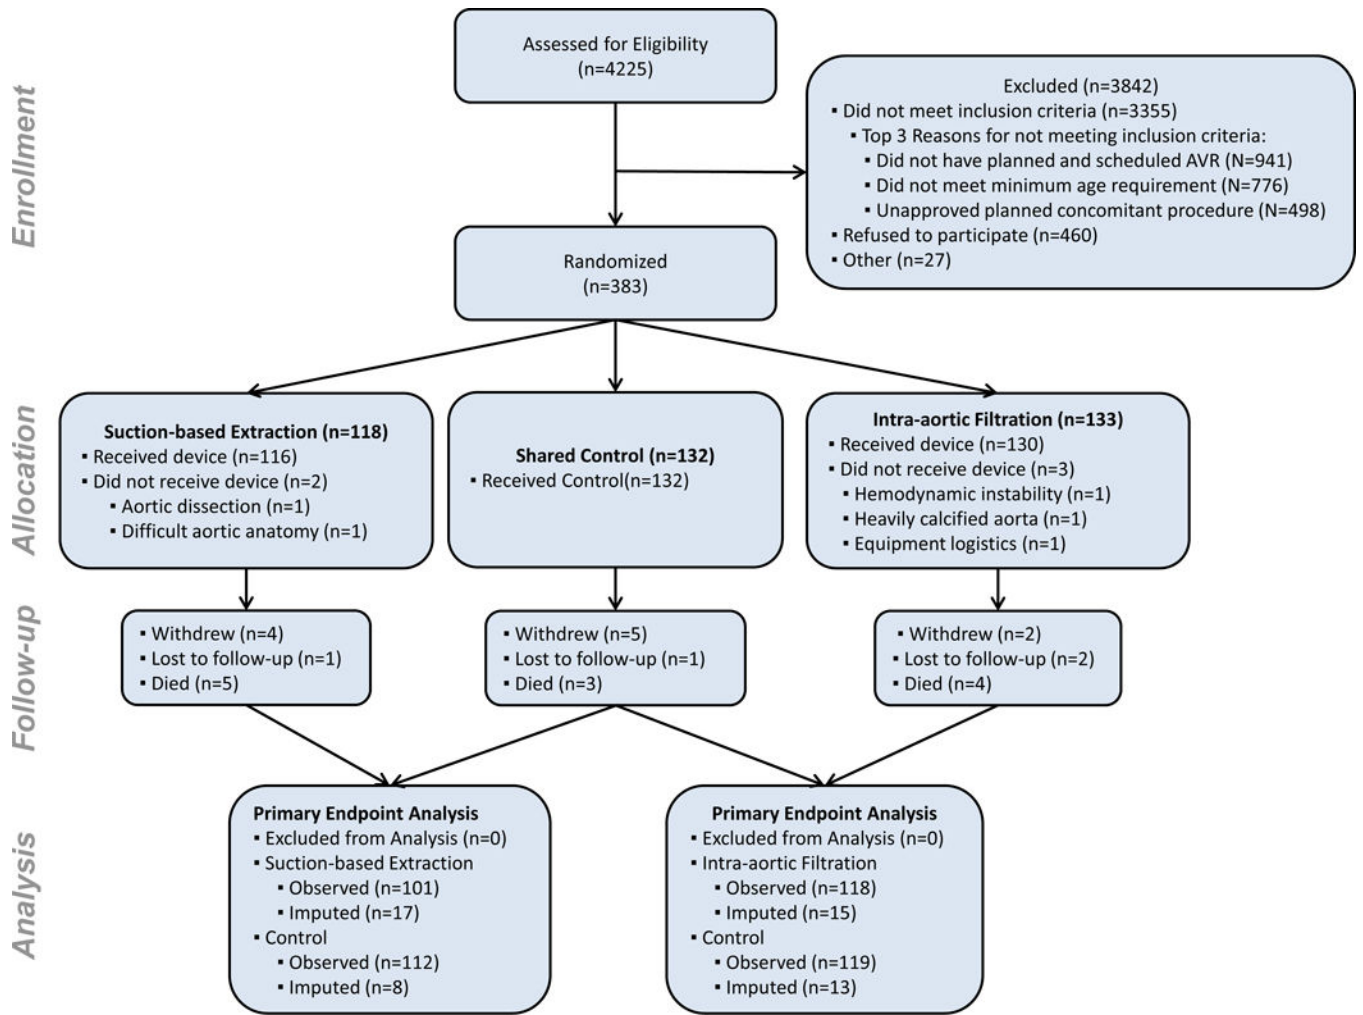 Enrollment
Assessed for Eligibility
(n=4225)
Excluded (n=3842)
▪ Did not meet inclusion criteria (n=3355)
▪ Top 3 Reasons for not meeting inclusion criteria:
▪ Did not have planned and scheduled AVR (N=941)
▪ Did not meet minimum age requirement (N=776)
▪ Unapproved planned concomitant procedure (N=498)
▪ Refused to participate (n=460)
▪ Other (n=27)
Randomized
(n=383)
Allocation
Suction-based Extraction (n=118)
▪ Received device (n=116)
▪ Did not receive device (n=2)
▪ Aortic dissection (n=1)
▪ Difficult aortic anatomy (n=1)
Shared Control (n=132)
▪ Received Control(n=132)
Intra-aortic Filtration (n=133)
▪ Received device (n=130)
▪ Did not receive device (n=3)
▪ Hemodynamic instability (n=1)
▪ Heavily calcified aorta (n=1)
▪ Equipment logistics (n=1)
Follow-up
▪ Withdrew (n=4)
▪ Lost to follow-up (n=1)
▪ Died (n=5)
▪ Withdrew (n=5)
▪ Lost to follow-up (n=1)
▪ Died (n=3)
▪ Withdrew (n=2)
▪ Lost to follow-up (n=2)
▪ Died (n=4)
Analysis
Primary Endpoint Analysis
▪ Excluded from Analysis (n=0)
▪ Suction-based Extraction
▪ Observed (n=101)
▪ Imputed (n=17)
▪ Control
▪ Observed (n=112)
▪ Imputed (n=8)
Primary Endpoint Analysis
▪ Excluded from Analysis (n=0)
▪ Intra-aortic Filtration
▪ Observed (n=118)
▪ Imputed (n=15)
▪ Control
▪ Observed (n=119)
▪ Imputed (n=13)